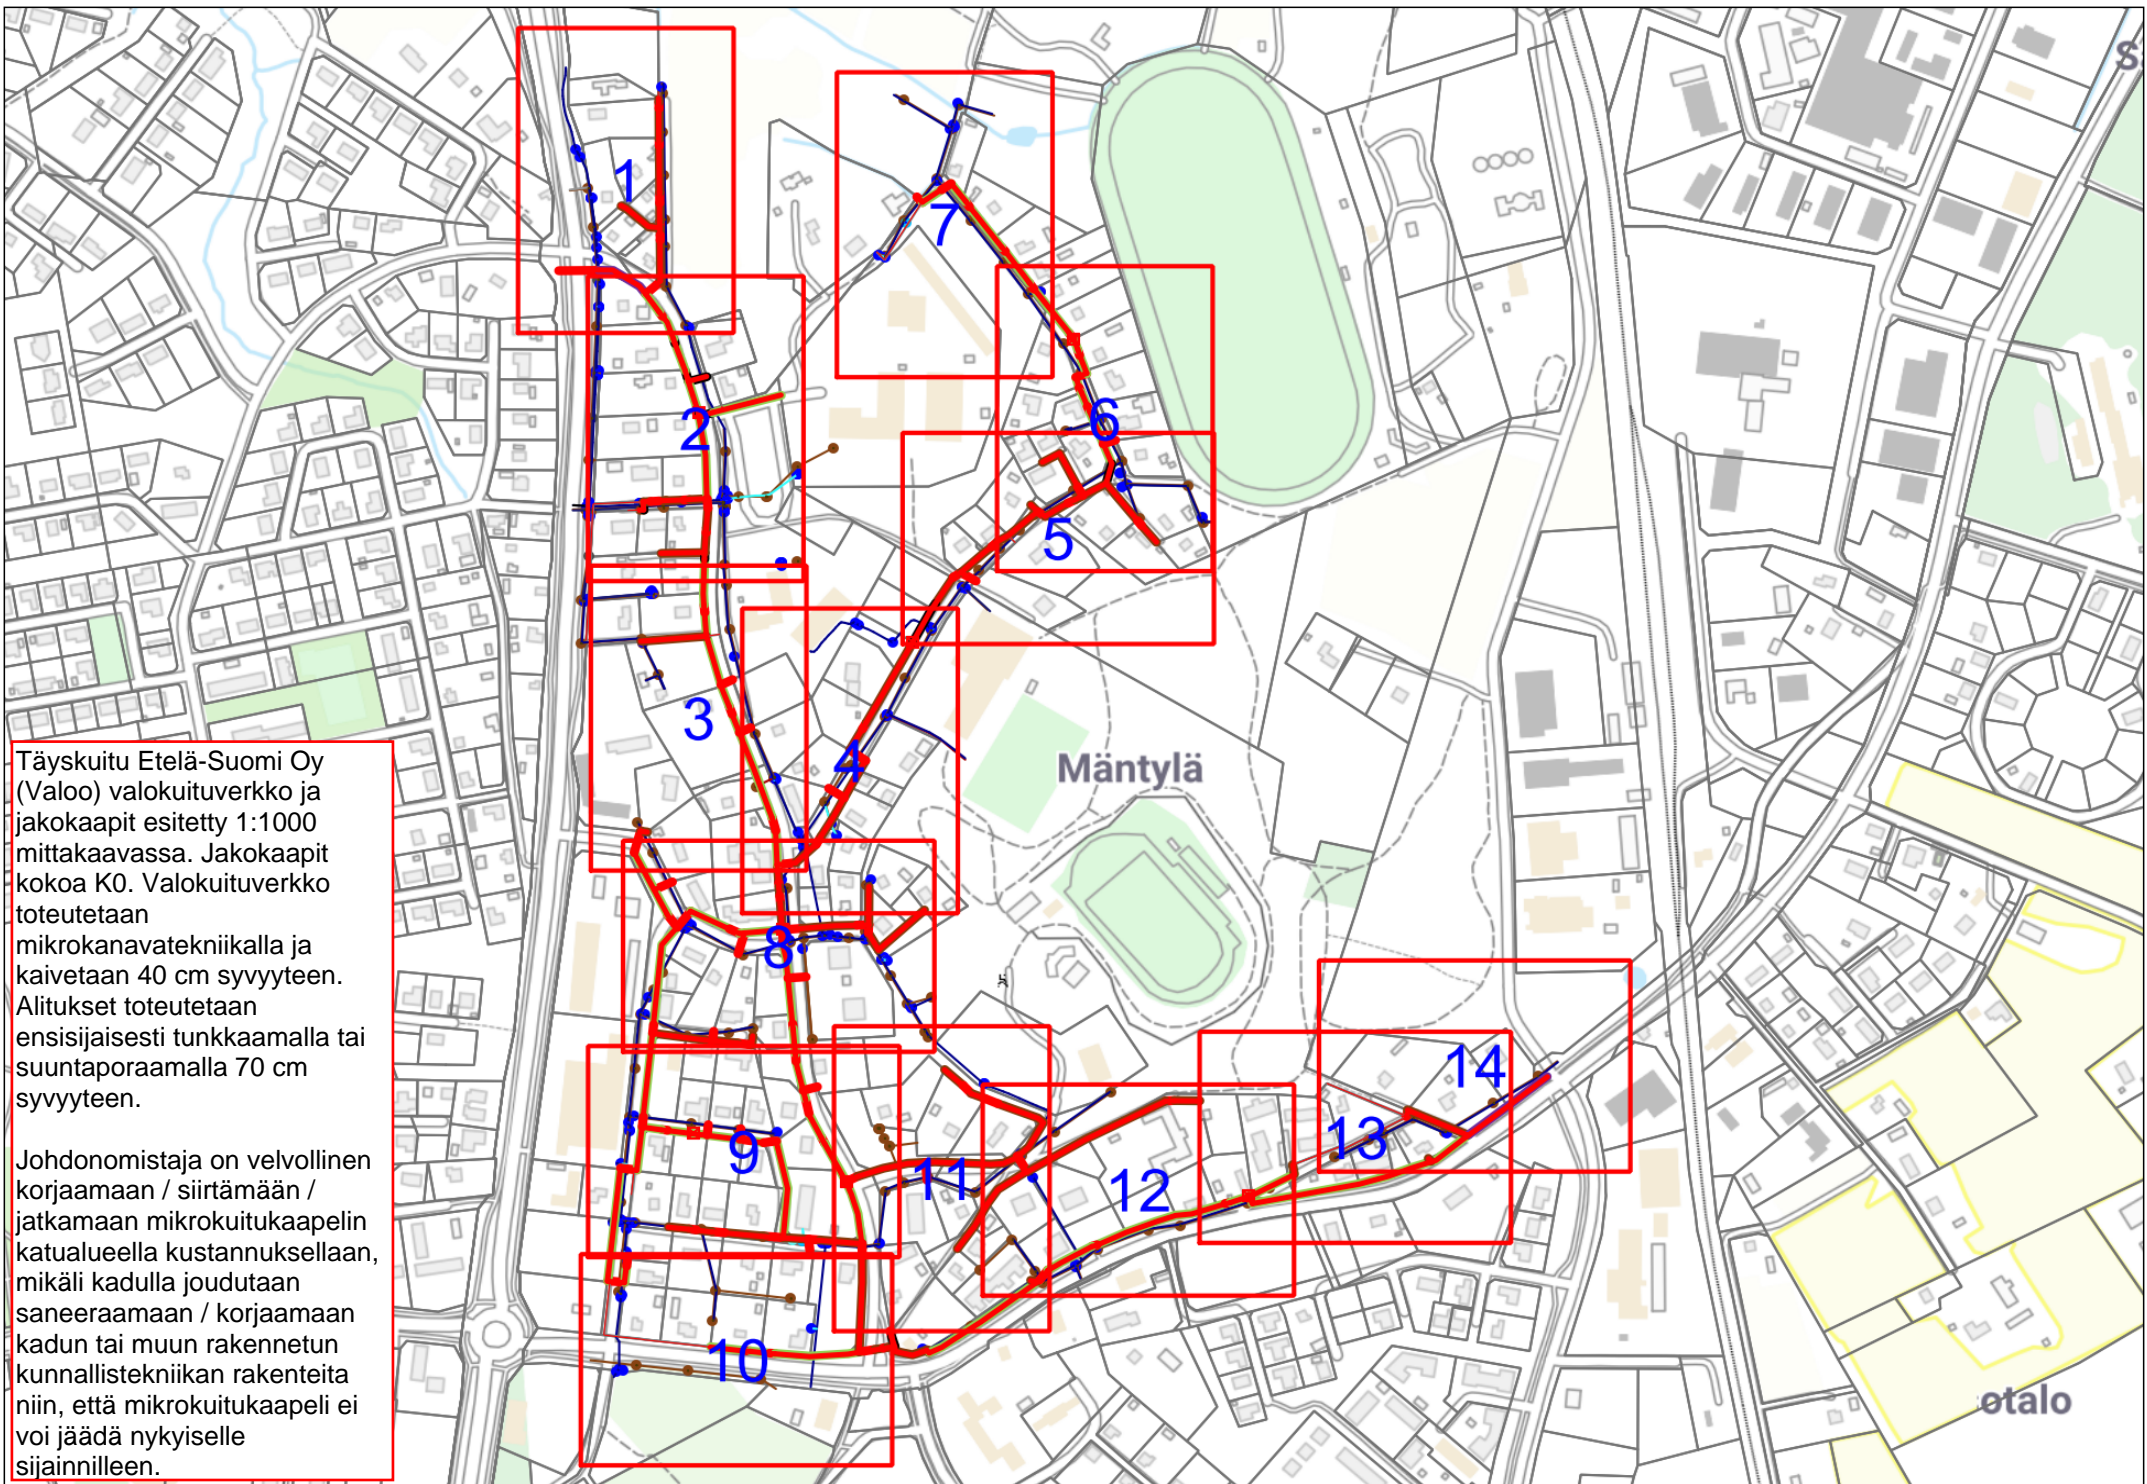 1
7
2
6
5
3
4
Mäntylä
Täyskuitu Etelä-Suomi Oy
(Valoo) valokuituverkko ja
jakokaapit esitetty 1:1000
mittakaavassa. Jakokaapit
kokoa K0. Valokuituverkko
toteutetaan
mikrokanavatekniikalla ja
kaivetaan 40 cm syvyyteen.
Alitukset toteutetaan
ensisijaisesti tunkkaamalla tai
suuntaporaamalla 70 cm
syvyyteen.
Johdonomistaja on velvollinen
korjaamaan / siirtämään /
jatkamaan mikrokuitukaapelin
katualueella kustannuksellaan,
mikäli kadulla joudutaan
saneeraamaan / korjaamaan
kadun tai muun rakennetun
kunnallistekniikan rakenteita
niin, että mikrokuitukaapeli ei
voi jäädä nykyiselle
sijainnilleen.
8
14
13
9
11
12
10
otalo